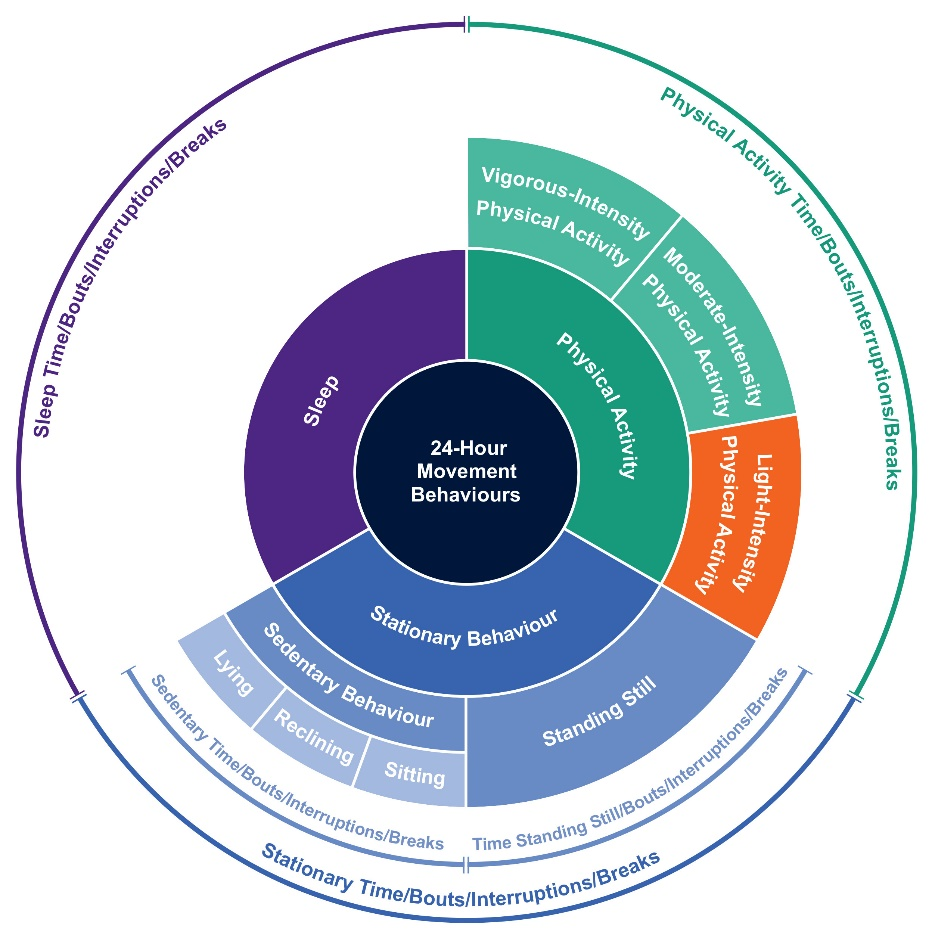 Sleep Time/Bouts/Interruptions/Breaks
Physical Activity Time/Bouts/Interruptions/Breaks
Vigorous-Intensity
Physical Activity
Moderate-Intensity
Physical Activity
Light-Intensity
Physical Activity
Physical Activity
Sleep
24-Hour
Movement
Behaviours
Stationary Behaviour
Sedentary Behaviour
Standing Still
Lying
Reclining
Sitting
Sedentary Time/Bouts/Interruptions/Breaks
Time Standing Still/Bouts/Interruptions/Breaks
Stationary Time/Bouts/Interruptions/Breaks